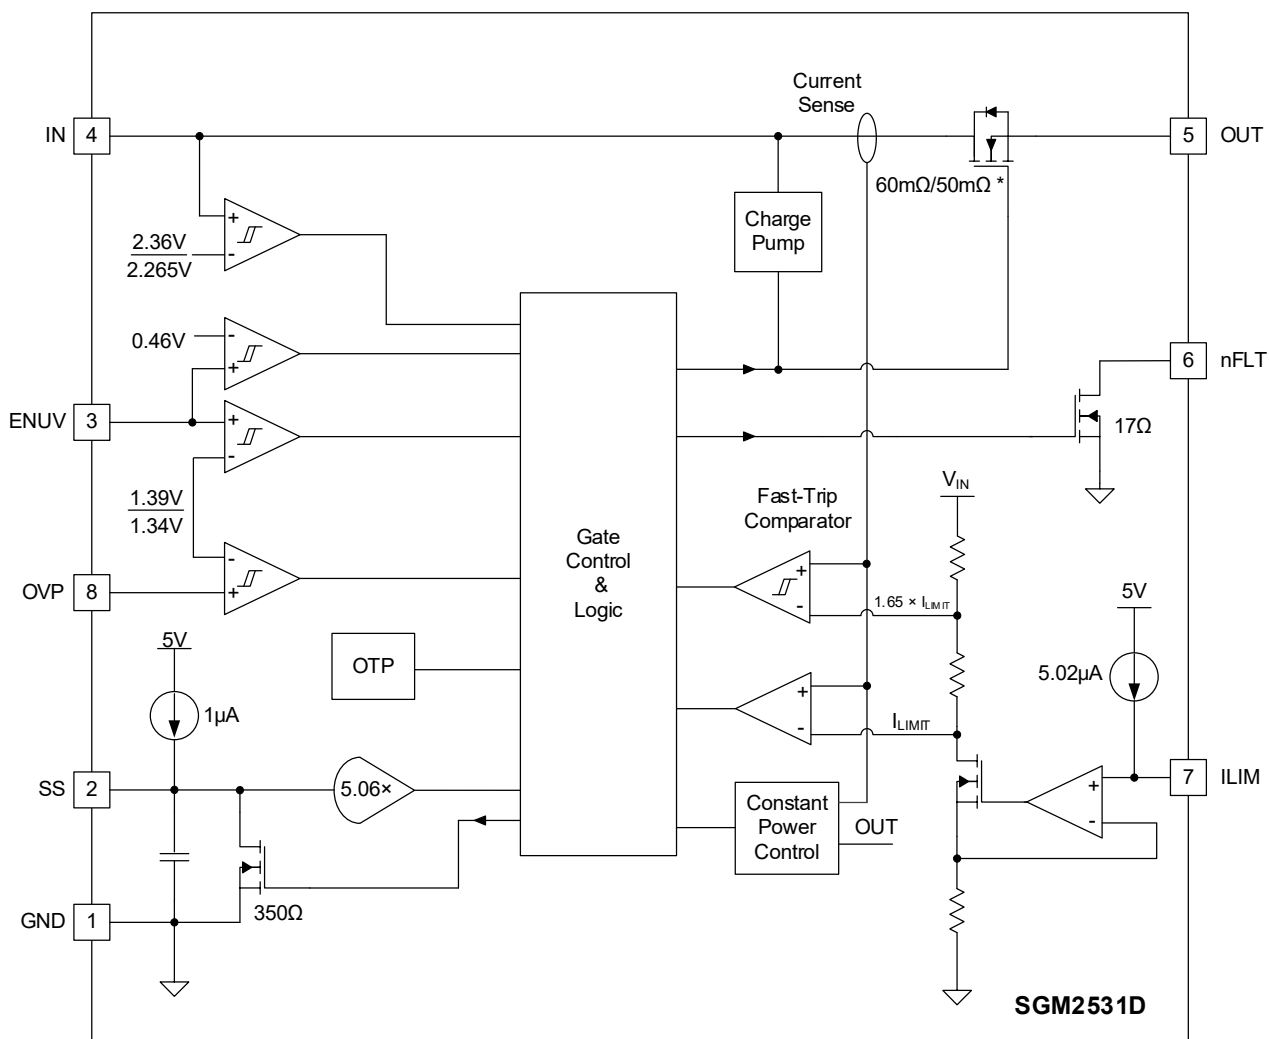 Current
Sense
IN
4
5
OUT
60mΩ/50mΩ *
+
-
2.36V
2.265V
Charge
Pump
0.46V
-
+
6
nFLT
ENUV
3
+
-
17Ω
1.39V
1.34V
VIN
Fast-Trip
Comparator
Gate
Control
&
Logic
-
+
OVP
8
+
-
1.65 × ILIMIT
5V
5V
OTP
5.02µA
1µA
+
-
ILIMIT
SS
2
5.06×
7
ILIM
+
-
Constant
Power
Control
OUT
GND
1
350Ω
SGM2531D